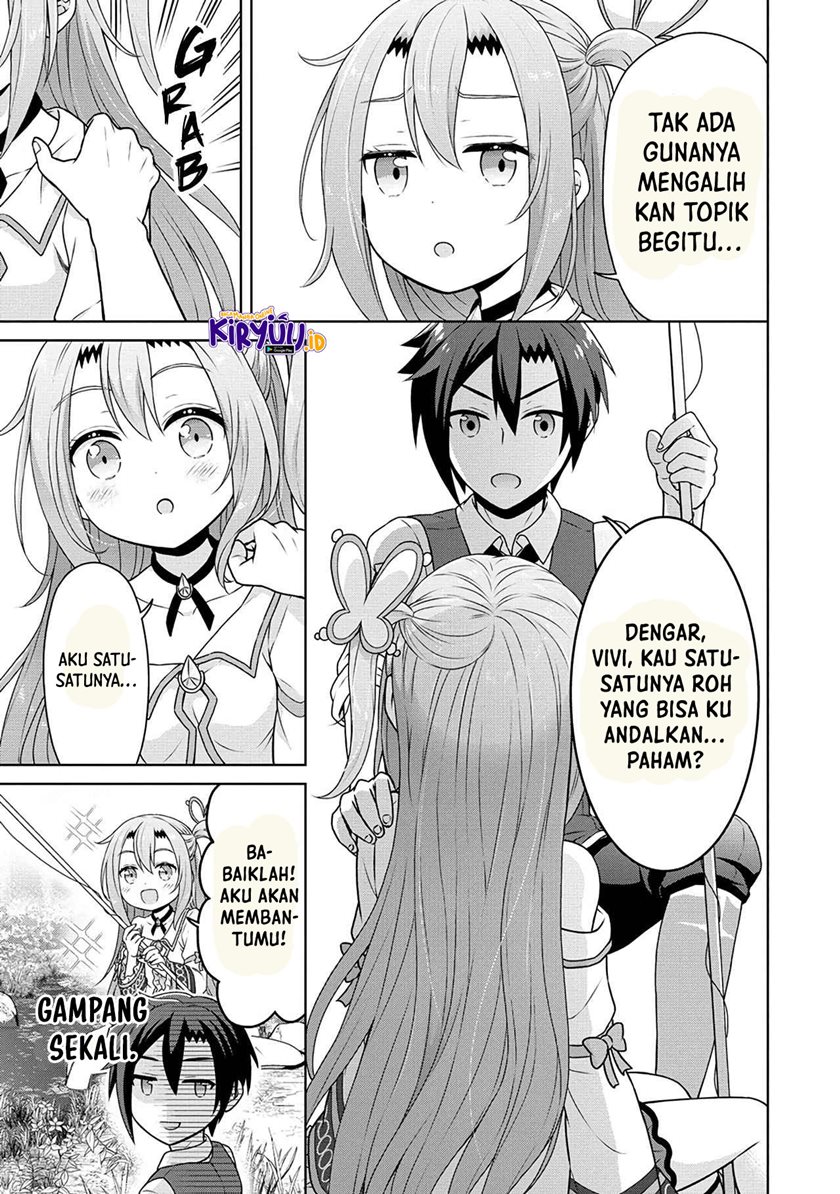 TAK ADA
GUNANYA
MENGALIH
KAN TOPIK
BEGITU...
GRAB
KIRYUU.id
DENGAR,
VIVI, KAU SATU-
SATUNYA ROH
YANG BISA KU
ANDALKAN...
PAHAM?
AKU SATU-
SATUNYA...
BA-
BAIKLAH!
AKU AKAN
MEMBAN-
TUMU!
GAMPANG
SEKALI.